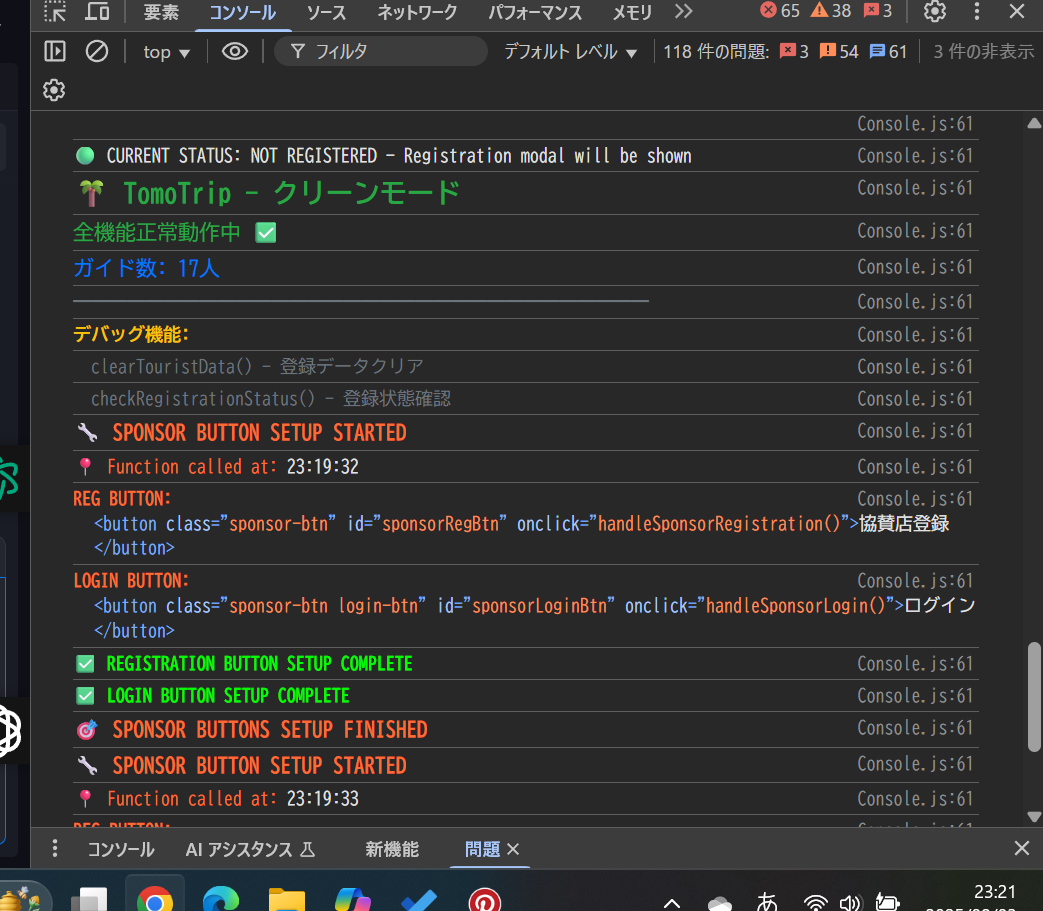 要素 コンソール ソース ネットワーク パフォーマンス メモリ 65 38 3
top フィルタ デフォルト レベル 118 件の問題: 3 54 61 3 件の非表示
Console.js:61
CURRENT STATUS: NOT REGISTERED - Registration modal will be shown Console.js:61
🌴 TomoTrip - クリーンモード Console.js:61
全機能正常動作中 ✅ Console.js:61
ガイド数: 17人 Console.js:61
Console.js:61
デバッグ機能: Console.js:61
clearTouristData() - 登録データクリア Console.js:61
checkRegistrationStatus() - 登録状態確認 Console.js:61
🔧 SPONSOR BUTTON SETUP STARTED Console.js:61
📍 Function called at: 23:19:32 Console.js:61
REG BUTTON: Console.js:61
<button class="sponsor-btn" id="sponsorRegBtn" onclick="handleSponsorRegistration()">協賛店登録
</button>
LOGIN BUTTON: Console.js:61
<button class="sponsor-btn login-btn" id="sponsorLoginBtn" onclick="handleSponsorLogin()">ログイン
</button>
✅ REGISTRATION BUTTON SETUP COMPLETE Console.js:61
✅ LOGIN BUTTON SETUP COMPLETE Console.js:61
🎯 SPONSOR BUTTONS SETUP FINISHED Console.js:61
🔧 SPONSOR BUTTON SETUP STARTED Console.js:61
📍 Function called at: 23:19:33 Console.js:61
コンソール AI アシスタンス 新機能 問題
あ 23:21